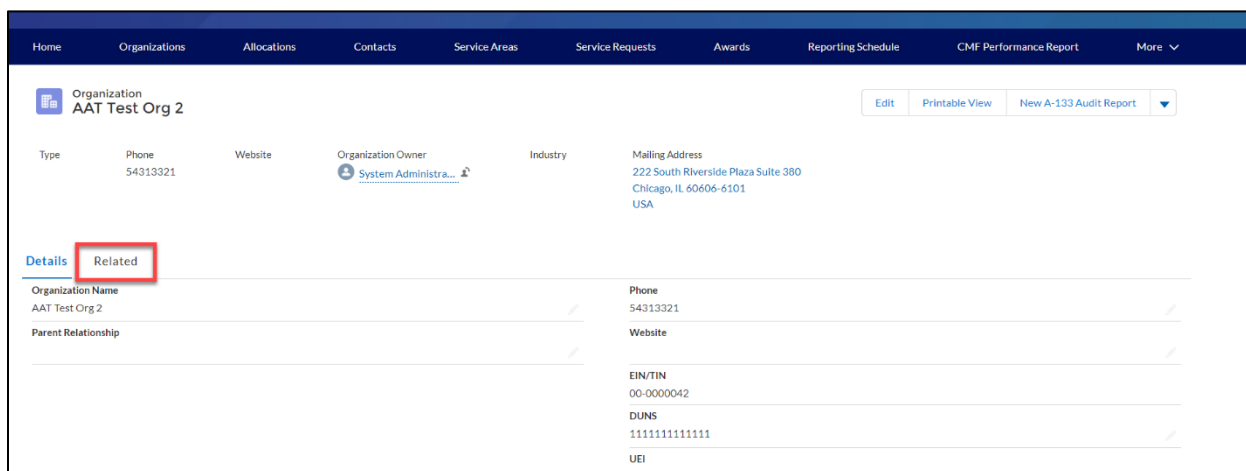 Home Organizations Allocations Contacts Service Areas Service Requests Awards Reporting Schedule CMF Performance Report More
Organization
AAT Test Org 2
Edit Printable View New A-133 Audit Report
Type Phone Website Organization Owner Industry Mailing Address
54313321 System Administra... 222 South Riverside Plaza Suite 380
Chicago, IL 60606-6101
USA
Details Related
Organization Name Phone
AAT Test Org 2 54313321
Parent Relationship Website
EIN/TIN
00-0000042
DUNS
1111111111111
UEI